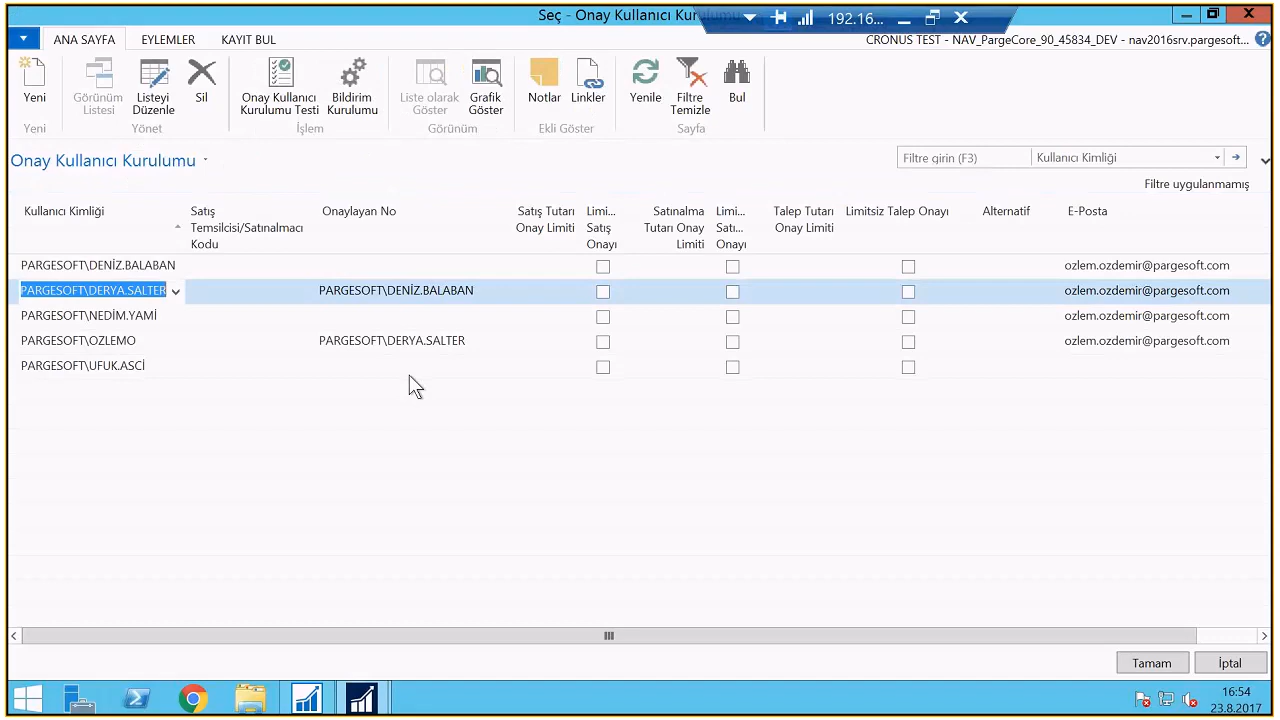 Seç - Onay Kullanıcı Ku
192.16...
ANA SAYFA
EYLEMLER
KAYIT BUL
CRONUS TEST - NAV_PargeCore_90_45834_DEV - nav2016srv.pargesoft...
Yeni
Görünüm Listesi
Listeyi Düzenle
Sil
Onay Kullanıcı Kurulumu Testi
Bildirim Kurulumu
Liste olarak Göster
Grafik Göster
Notlar
Linkler
Yenile
Filtre Temizle
Bul
Yeni
Yönet
İşlem
Görünüm
Ekli Göster
Sayfa
Onay Kullanıcı Kurulumu
Filtre girin (F3)
Kullanıcı Kimliği
Filtre uygulanmamış
Kullanıcı Kimliği
Satış Temsilcisi/Satınalmacı Kodu
Onaylayan No
Satış Tutarı Onay Limiti
Limi... Satış Onayı
Satınalma Tutarı Onay Limiti
Limi... Satı... Onayı
Talep Tutarı Onay Limiti
Limitsiz Talep Onayı
Alternatif
E-Posta
PARGESOFT\DENİZ.BALABAN ozlem.ozdemir@pargesoft.com
PARGESOFT\DERYA.SALTER PARGESOFT\DENİZ.BALABAN ozlem.ozdemir@pargesoft.com
PARGESOFT\NEDİM.YAMİ ozlem.ozdemir@pargesoft.com
PARGESOFT\OZLEMO PARGESOFT\DERYA.SALTER ozlem.ozdemir@pargesoft.com
PARGESOFT\UFUK.ASCİ
Tamam
İptal
16:54
23.8.2017